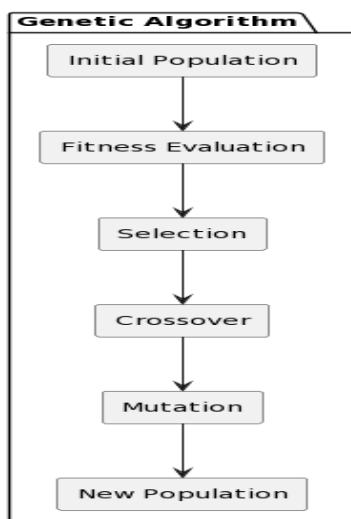 Genetic Algorithm
Initial Population
Fitness Evaluation
Selection
Crossover
Mutation
New Population